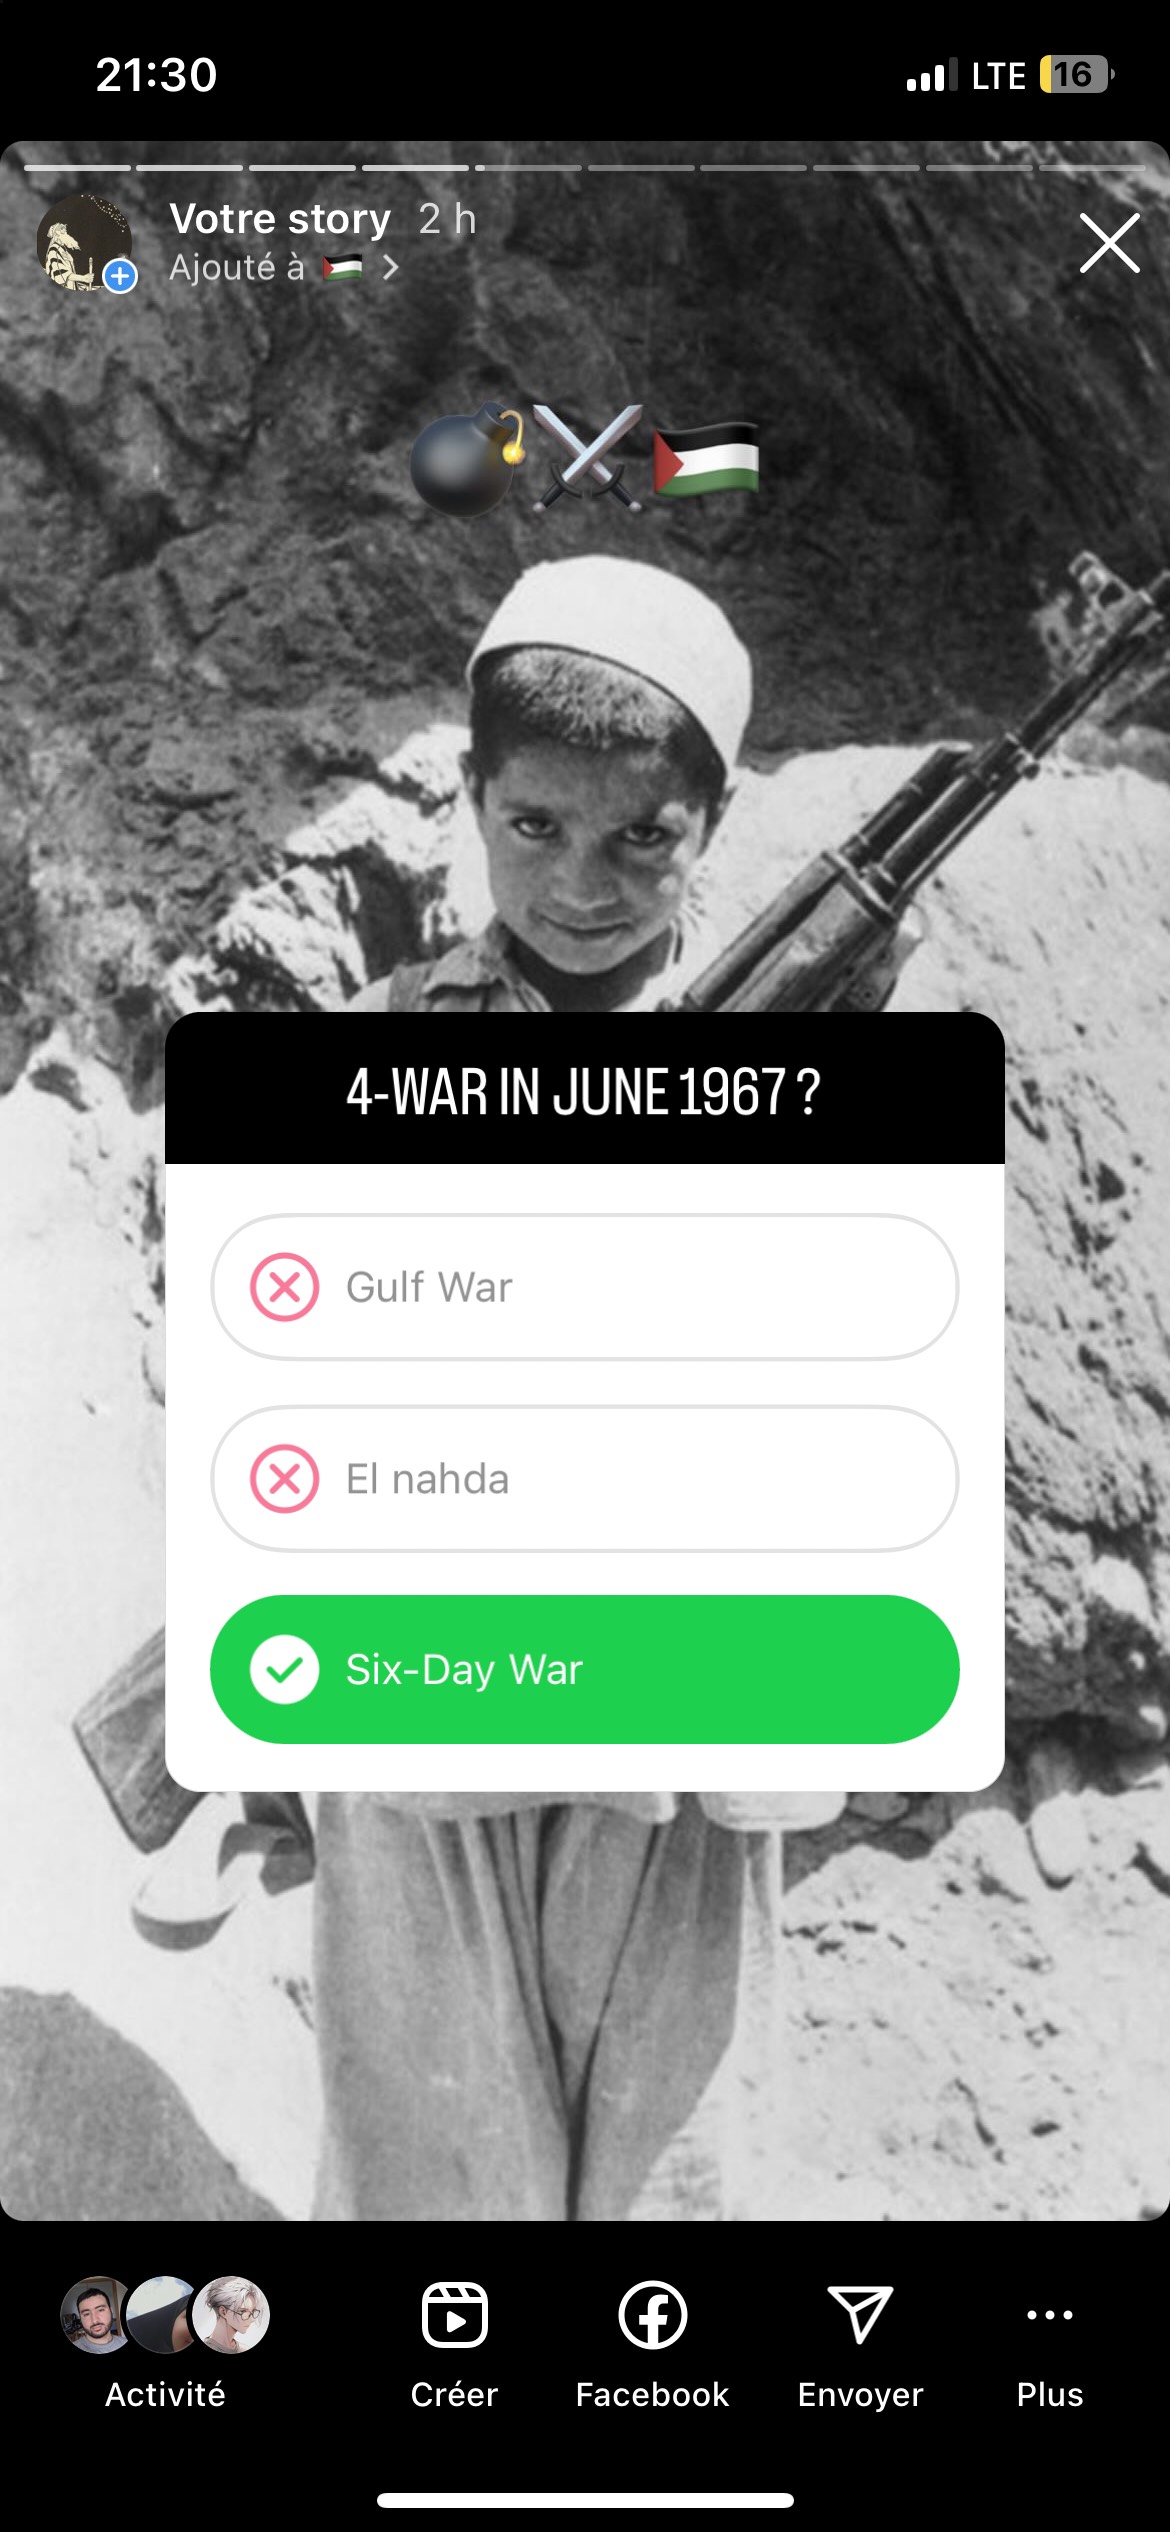 21:30
LTE 16
Votre story 2 h
Ajouté à
4-WAR IN JUNE 1967 ?
Gulf War
El nahda
Six-Day War
Activité
Créer
Facebook
Envoyer
Plus